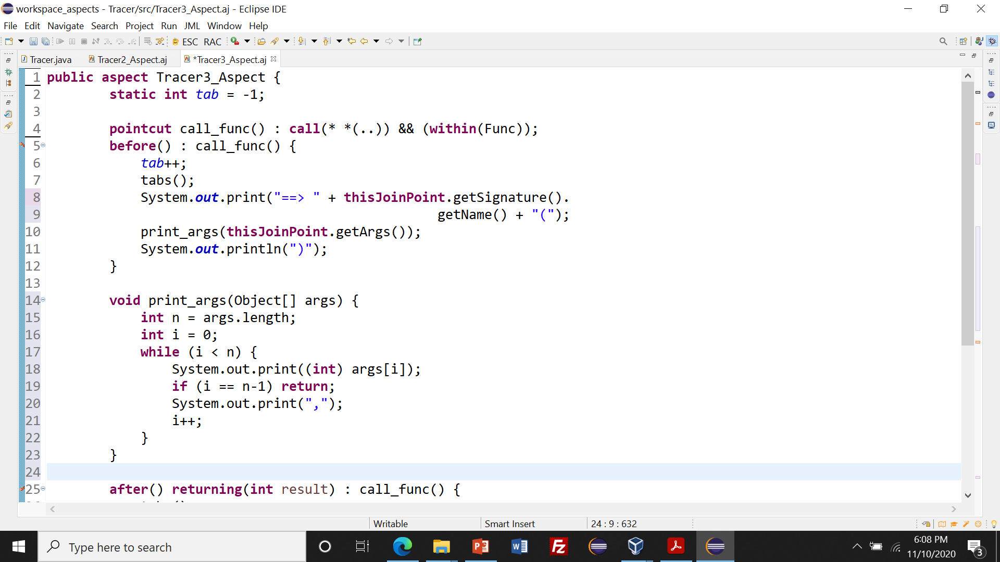 workspace_aspects - Tracer/src/Tracer3_Aspect.aj - Eclipse IDE
File Edit Navigate Search Project Run JML Window Help
ESC RAC
Tracer.java Tracer2_Aspect.aj *Tracer3_Aspect.aj
1 public aspect Tracer3_Aspect {
2 static int tab = -1;
3
4 pointcut call_func() : call(* *(..)) && (within(Func));
5 before() : call_func() {
6 tab++;
7 tabs();
8 System.out.print("==> " + thisJoinPoint.getSignature().
9 getName() + "(");
10 print_args(thisJoinPoint.getArgs());
11 System.out.println(")");
12 }
13
14 void print_args(Object[] args) {
15 int n = args.length;
16 int i = 0;
17 while (i < n) {
18 System.out.print((int) args[i]);
19 if (i == n-1) return;
20 System.out.print(",");
21 i++;
22 }
23 }
24
25 after() returning(int result) : call_func() {
Writable Smart Insert 24 : 9 : 632
Type here to search
6:08 PM
11/10/2020
3